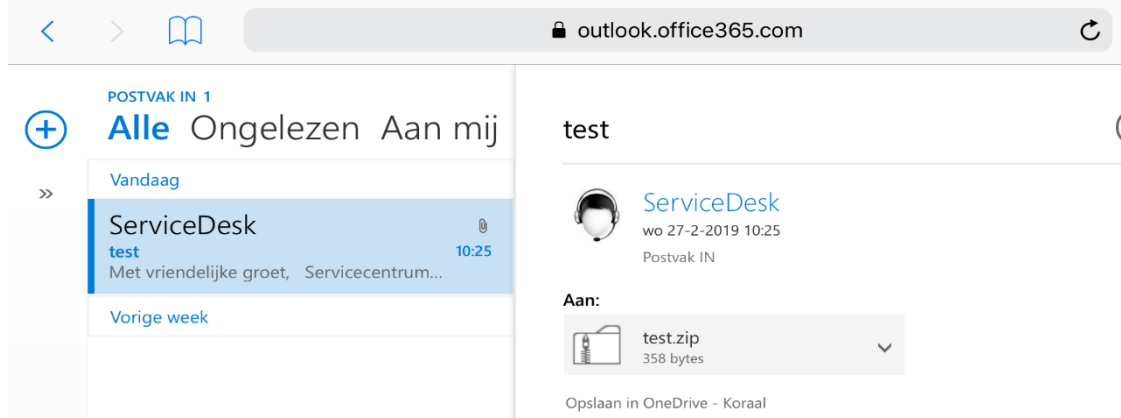 outlook.office365.com
POSTVAK IN 1
Alle Ongelezen Aan mij
Vandaag
ServiceDesk
test 10:25
Met vriendelijke groet, Servicecentrum...
Vorige week
test
ServiceDesk
wo 27-2-2019 10:25
Postvak IN
Aan:
test.zip
358 bytes
Opslaan in OneDrive - Koraal